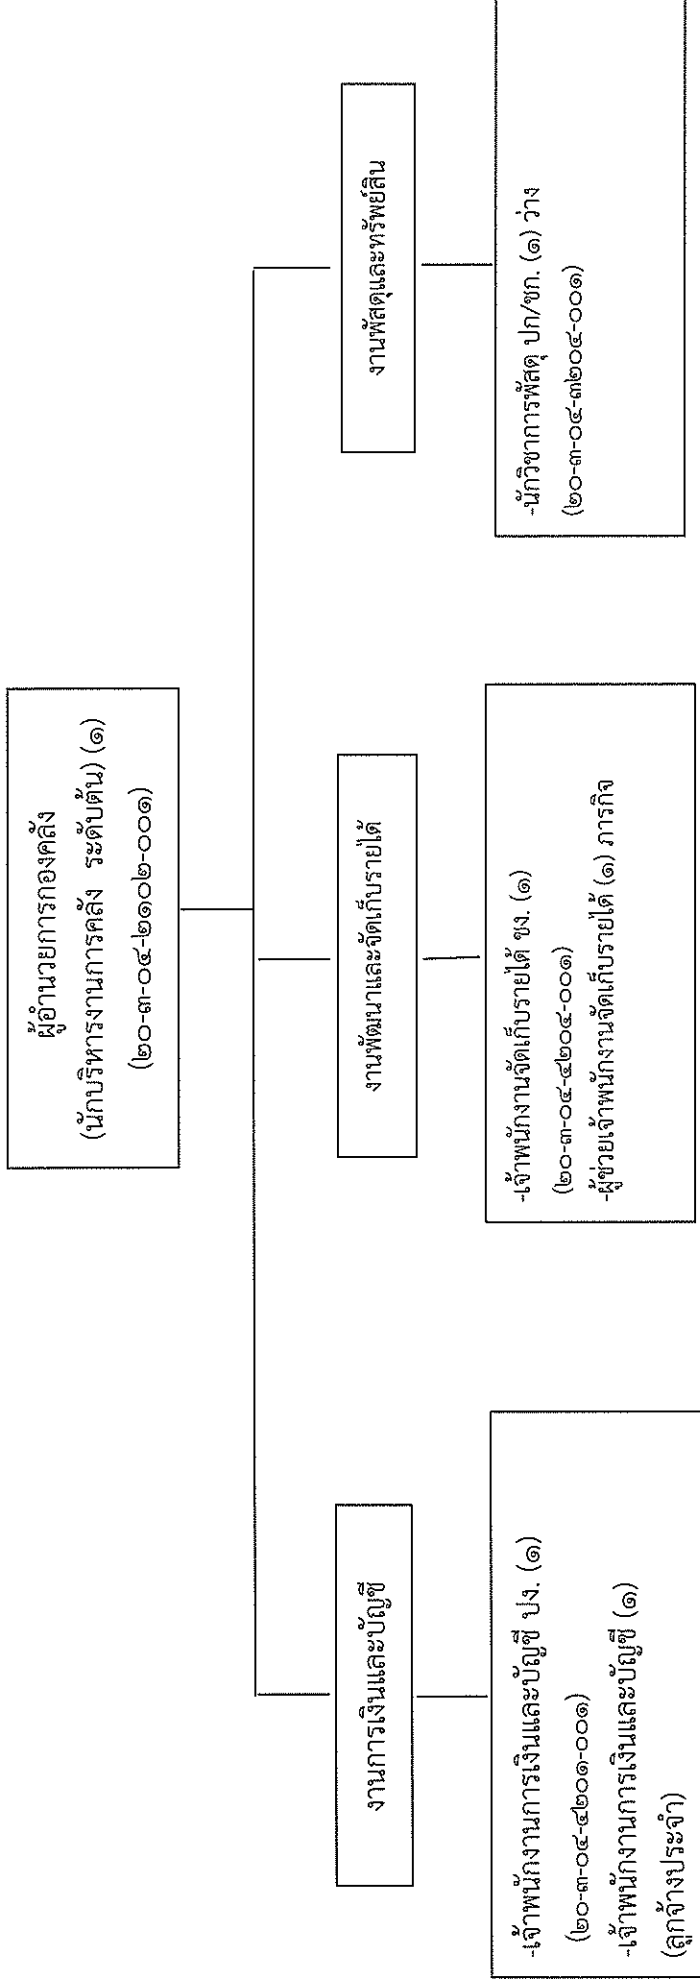 ผู้อำนวยการกองคลัง
(นักบริหารงานการคลัง ระดับต้น) (๑)
(๒๐-๓-๐๔-๒๑๐๒-๐๐๑)
งานการเงินและบัญชี
งานพัฒนาและจัดเก็บรายได้
งานพัสดุและทรัพย์สิน
-เจ้าพนักงานการเงินและบัญชี ปง. (๑)
(๒๐-๓-๐๔-๔๒๐๑-๐๐๑)
-เจ้าพนักงานการเงินและบัญชี (๑)
(ลูกจ้างประจำ)
-เจ้าพนักงานจัดเก็บรายได้ ชง. (๑)
(๒๐-๓-๐๔-๔๒๐๔-๐๐๑)
-ผู้ช่วยเจ้าพนักงานจัดเก็บรายได้ (๑) ภารกิจ
-นักวิชาการพัสดุ ปก/ชก. (๑) ว่าง
(๒๐-๓-๐๔-๓๒๐๔-๐๐๑)